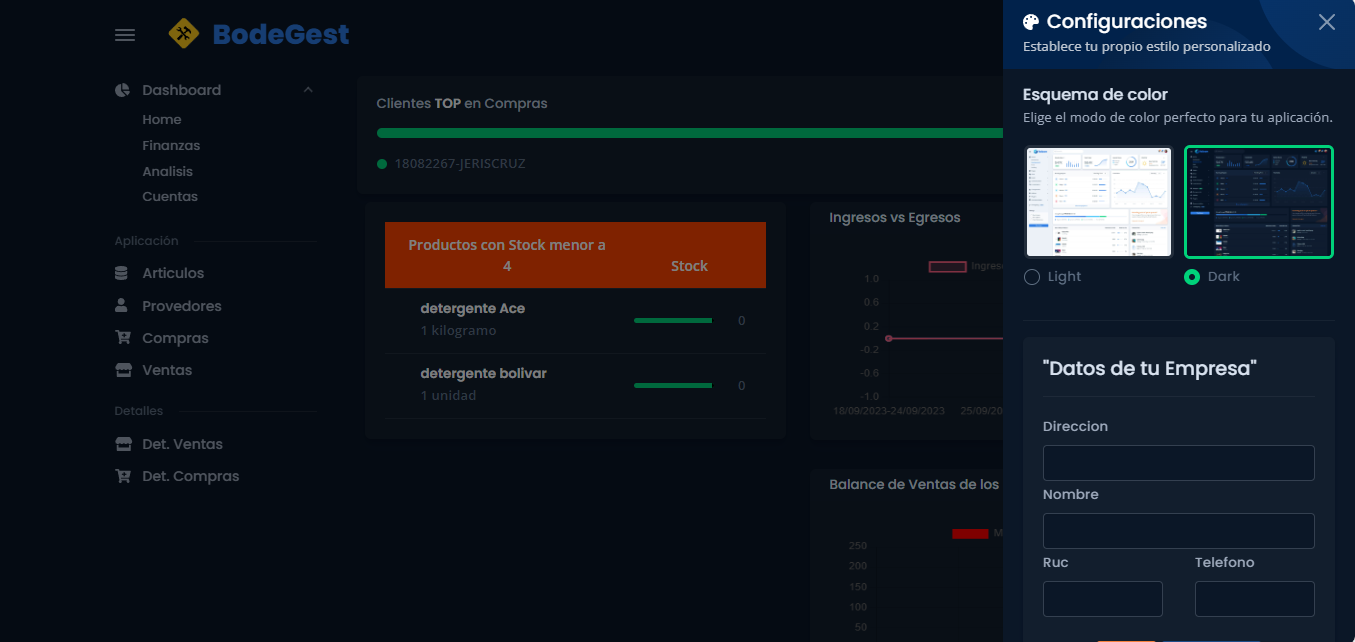 BodeGest
Dashboard
Home
Finanzas
Analisis
Cuentas
Aplicación
Articulos
Provedores
Compras
Ventas
Detalles
Det. Ventas
Det. Compras
Clientes TOP en Compras
18082267-JERISCRUZ
Productos con Stock menor a
4
Stock
detergente Ace
1 kilogramo
0
detergente bolivar
1 unidad
0
Ingresos vs Egresos
1.0
0.6
0.2
-0.2
-0.6
-1.0
18/09/2023-24/09/2023
Balance de Ventas de los
250
200
150
100
50
Configuraciones
Establece tu propio estilo personalizado
Esquema de color
Elige el modo de color perfecto para tu aplicación.
Light
Dark
"Datos de tu Empresa"
Direccion
Nombre
Ruc
Telefono